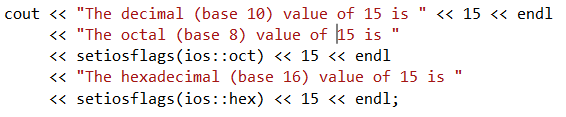 cout << "The decimal (base 10) value of 15 is " << 15 << endl
<< "The octal (base 8) value of 15 is "
<< setiosflags(ios::oct) << 15 << endl
<< "The hexadecimal (base 16) value of 15 is "
<< setiosflags(ios::hex) << 15 << endl;